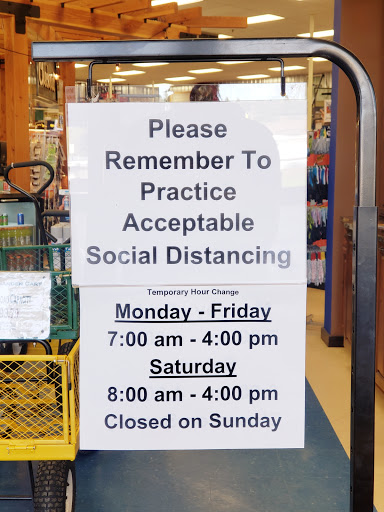 Please
Remember To
Practice
Acceptable
Social Distancing
Temporary Hour Change
Monday - Friday
7:00 am - 4:00 pm
Saturday
8:00 am - 4:00 pm
Closed on Sunday